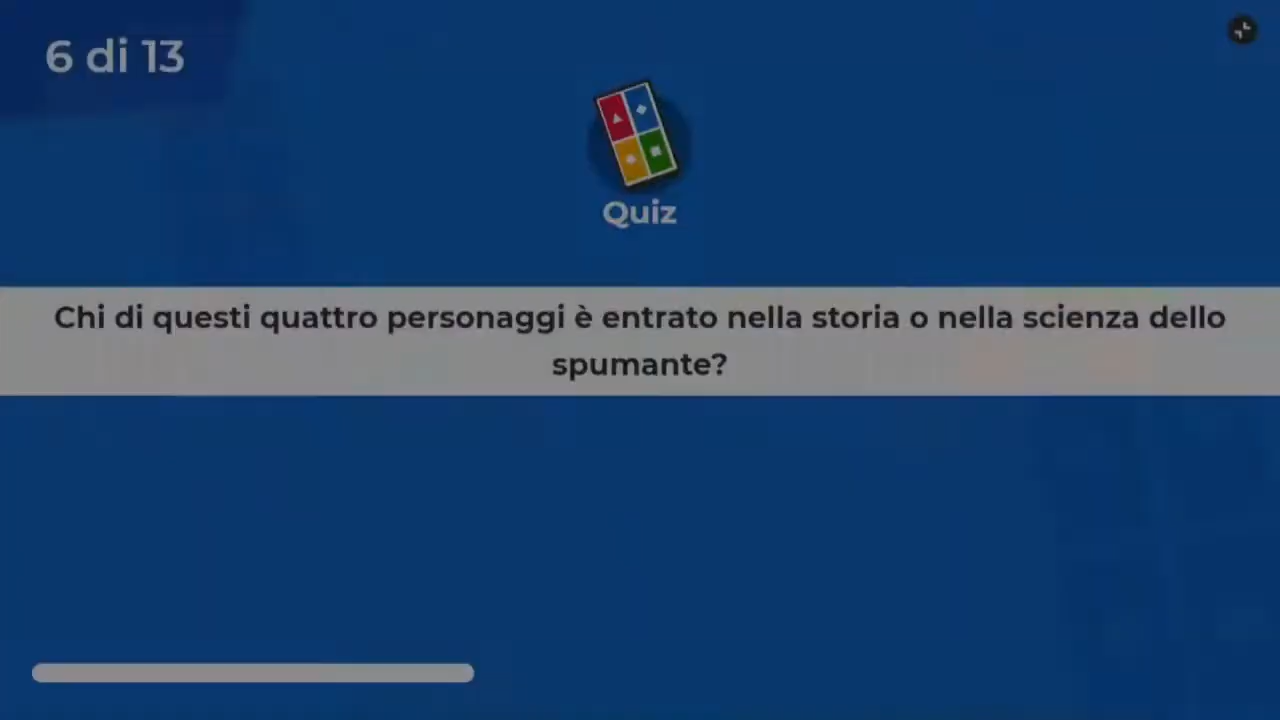 6 di 13
Quiz
Chi di questi quattro personaggi è entrato nella storia o nella scienza dello
spumante?